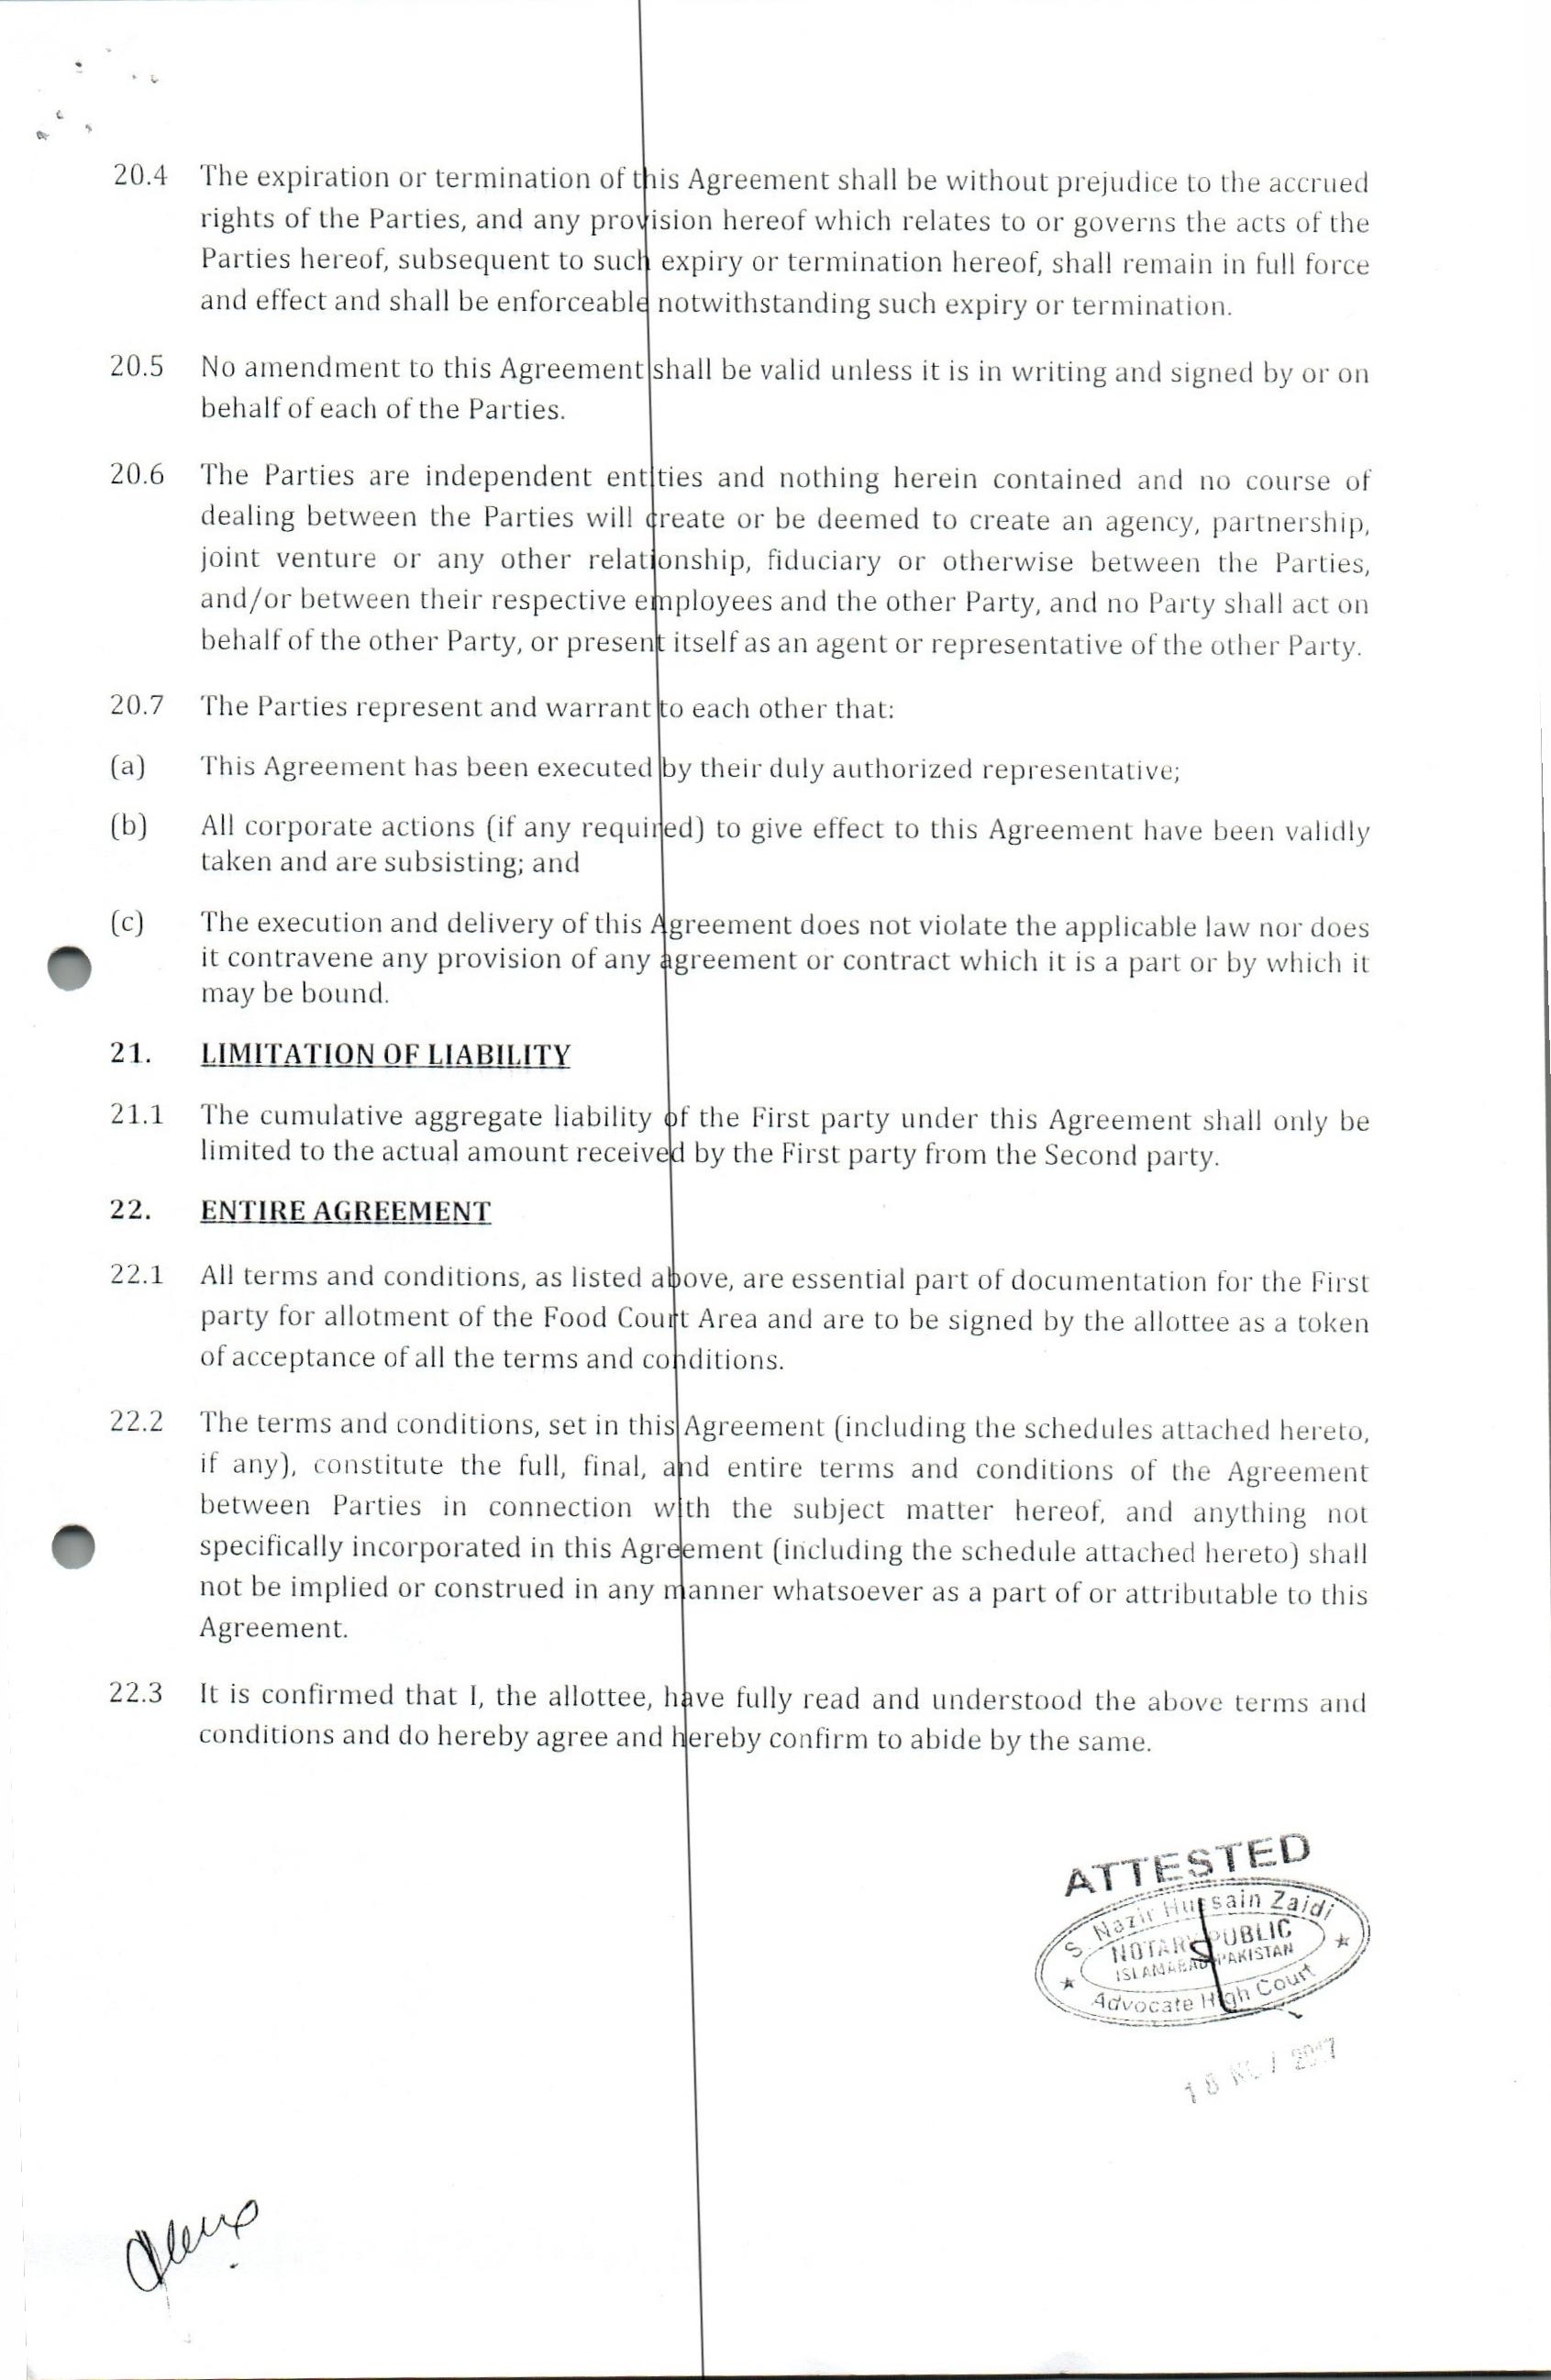 20.4 The expiration or termination of this Agreement shall be without prejudice to the accrued
rights of the Parties, and any provision hereof which relates to or governs the acts of the
Parties hereof, subsequent to such expiry or termination hereof, shall remain in full force
and effect and shall be enforceable notwithstanding such expiry or termination.
20.5 No amendment to this Agreement shall be valid unless it is in writing and signed by or on
behalf of each of the Parties.
20.6 The Parties are independent entities and nothing herein contained and no course of
dealing between the Parties will create or be deemed to create an agency, partnership,
joint venture or any other relationship, fiduciary or otherwise between the Parties,
and/or between their respective employees and the other Party, and no Party shall act on
behalf of the other Party, or present itself as an agent or representative of the other Party.
20.7 The Parties represent and warrant to each other that:
(a) This Agreement has been executed by their duly authorized representative;
(b) All corporate actions (if any required) to give effect to this Agreement have been validly
taken and are subsisting; and
(c) The execution and delivery of this Agreement does not violate the applicable law nor does
it contravene any provision of any agreement or contract which it is a part or by which it
may be bound.
21. LIMITATION OF LIABILITY
21.1 The cumulative aggregate liability of the First party under this Agreement shall only be
limited to the actual amount received by the First party from the Second party.
22. ENTIRE AGREEMENT
22.1 All terms and conditions, as listed above, are essential part of documentation for the First
party for allotment of the Food Court Area and are to be signed by the allottee as a token
of acceptance of all the terms and conditions.
22.2 The terms and conditions, set in this Agreement (including the schedules attached hereto,
if any), constitute the full, final, and entire terms and conditions of the Agreement
between Parties in connection with the subject matter hereof, and anything not
specifically incorporated in this Agreement (including the schedule attached hereto) shall
not be implied or construed in any manner whatsoever as a part of or attributable to this
Agreement.
22.3 It is confirmed that I, the allottee, have fully read and understood the above terms and
conditions and do hereby agree and hereby confirm to abide by the same.
ATTESTED
S. Nazir Hussain Zaidi
NOTARY PUBLIC
ISLAMABAD PAKISTAN
Advocate High Court
2017